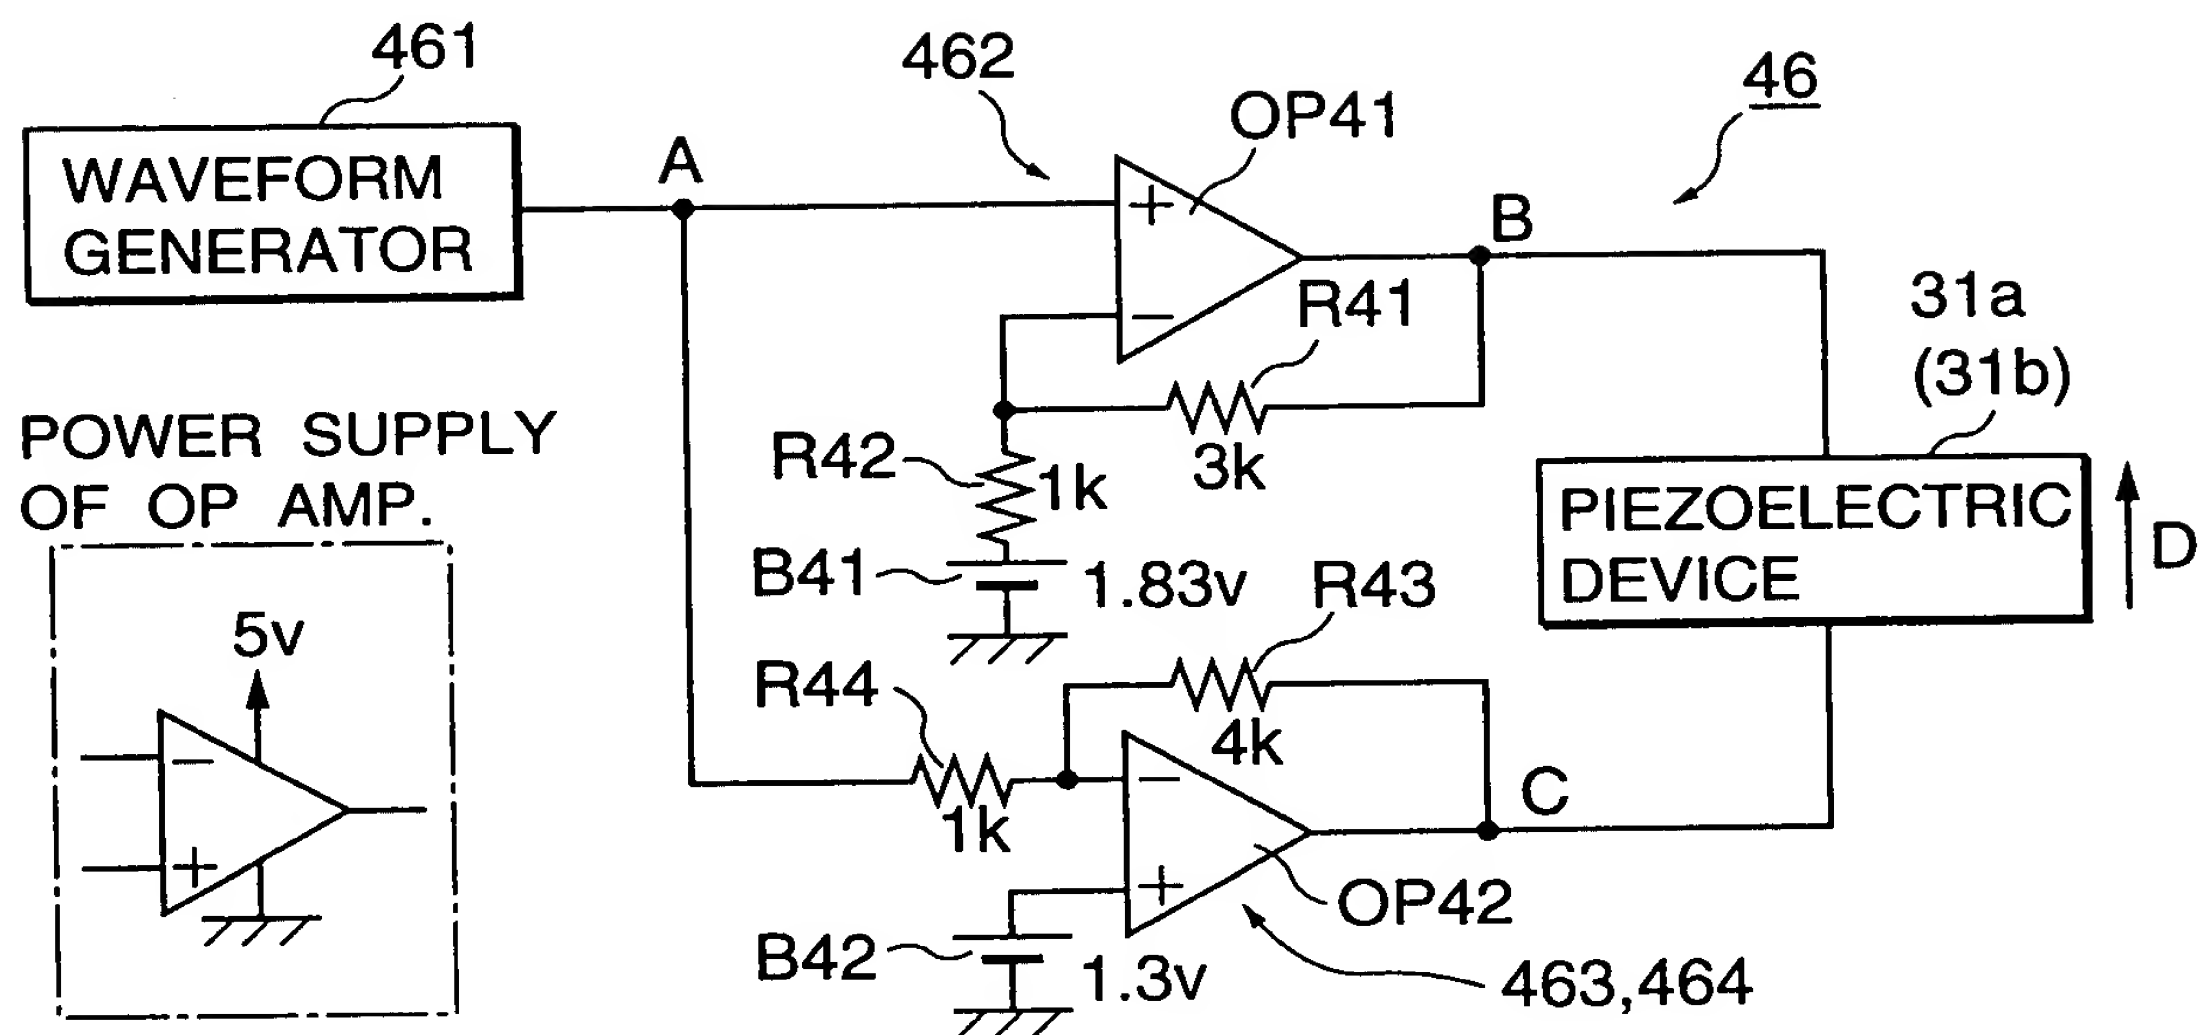 461
462
46
OP41
WAVEFORM
GENERATOR
A
+
B
−
R41
31a
(31b)
POWER SUPPLY
OF OP AMP.
R42
1k
3k
PIEZOELECTRIC
DEVICE
D
B41
1.83v
R43
5v
R44
4k
1k
−
C
−
+
+
OP42
B42
1.3v
463,464